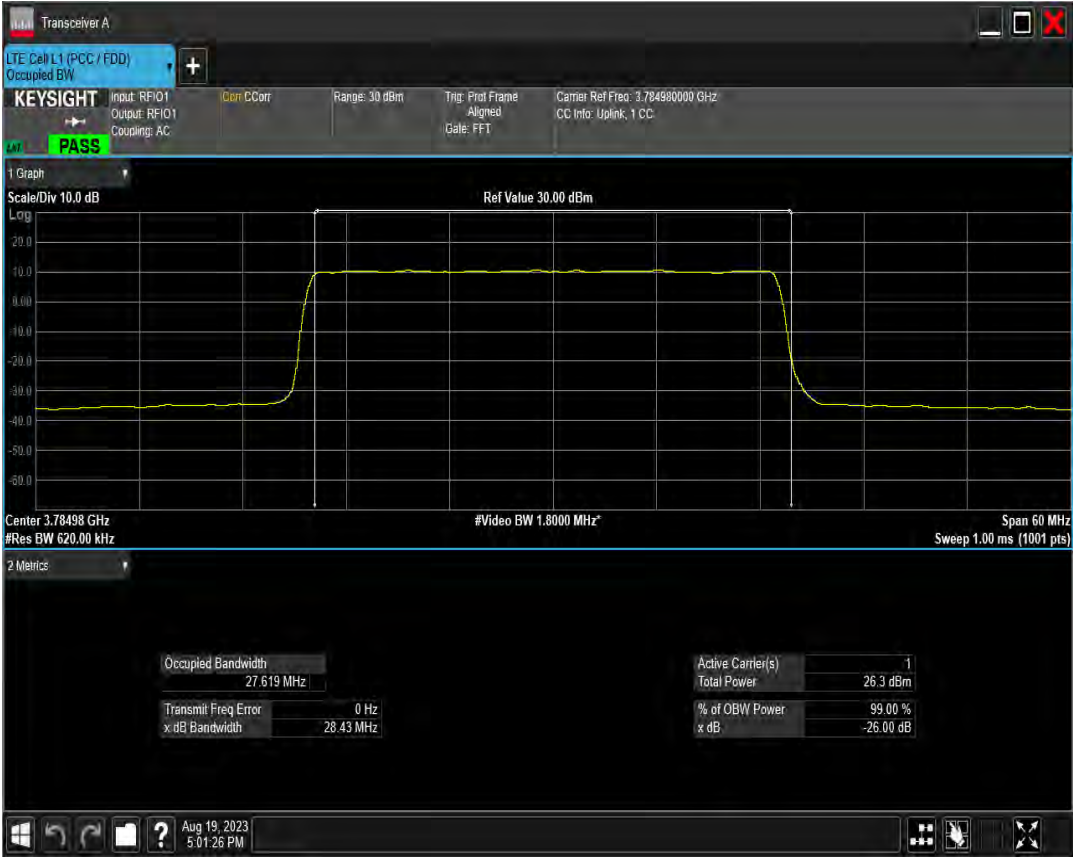 Transceiver A
LTE Cell L1 (PCC / FDD)
Occupied BW
+
KEYSIGHT
Input: RFIO1
Output: RFIO1
Coupling: AC
Corr CCorr
Range: 30 dBm
Trig: Prot Frame
Aligned
Gate: FFT
Carrier Ref Freq: 3.784980000 GHz
CC Info: Uplink, 1 CC
PASS
1 Graph
Scale/Div 10.0 dB
Ref Value 30.00 dBm
Log
20.0
10.0
0.00
-10.0
-20.0
-30.0
-40.0
-50.0
-60.0
Center 3.78498 GHz
#Video BW 1.8000 MHz*
Span 60 MHz
#Res BW 620.00 kHz
Sweep 1.00 ms (1001 pts)
2 Metrics
Occupied Bandwidth
27.619 MHz
Transmit Freq Error 0 Hz
x dB Bandwidth 28.43 MHz
Active Carrier(s) 1
Total Power 26.3 dBm
% of OBW Power 99.00 %
x dB -26.00 dB
?
Aug 19, 2023
5:01:26 PM